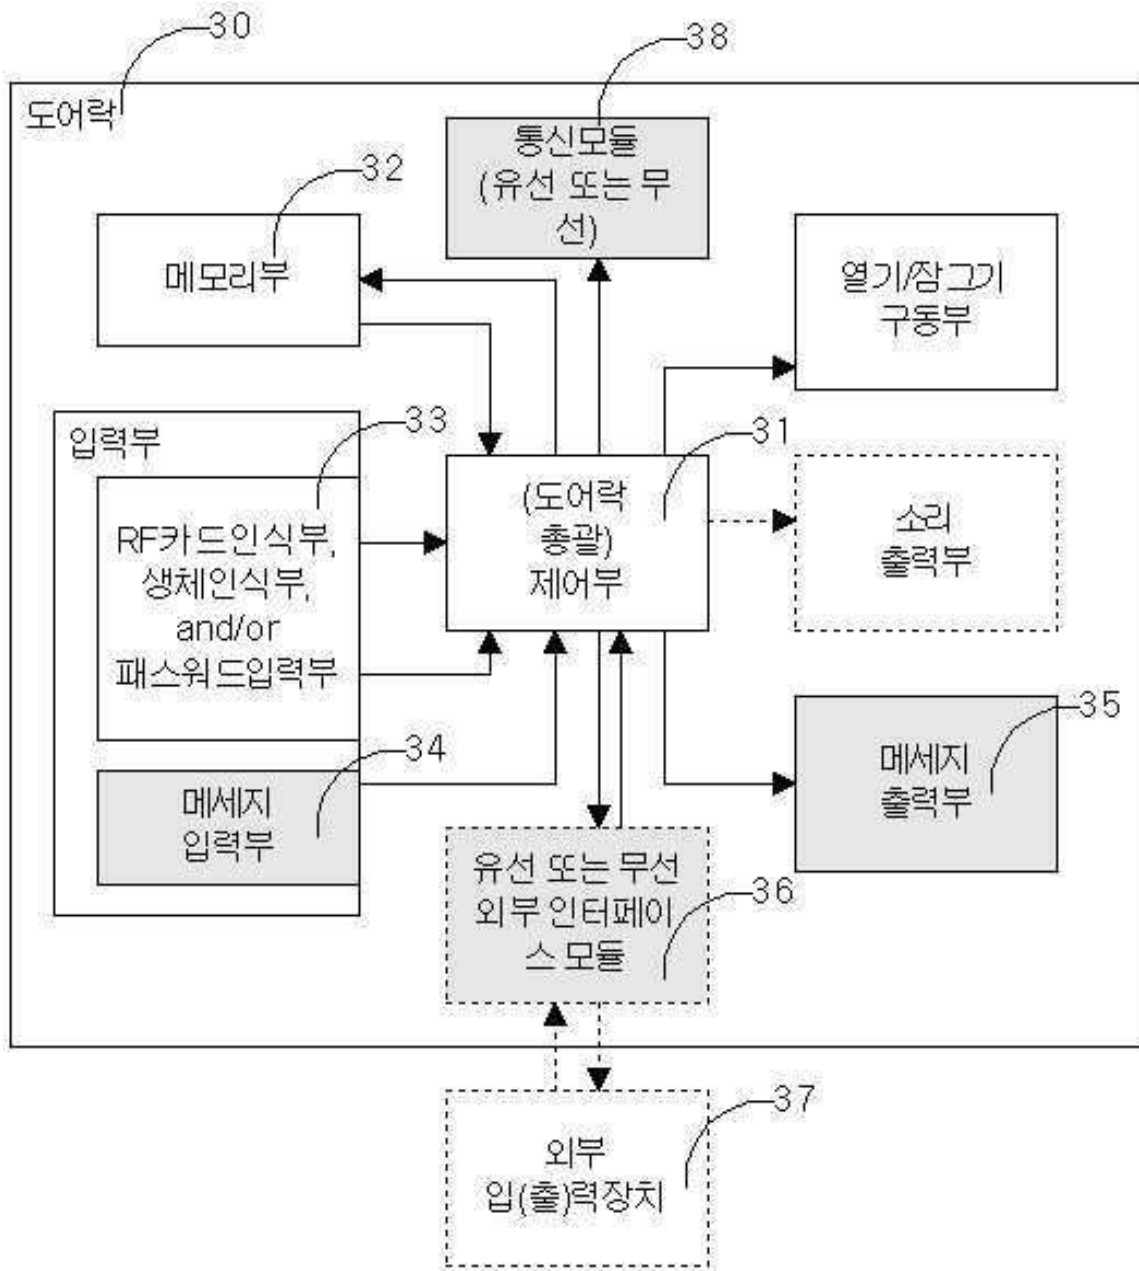 30
38
도어락
통신모듈
(유선 또는 무
선)
32
메모리부
열기/잠그기
구동부
33
31
입력부
(도어락
총괄)
제어부
소리
출력부
RF카드인식부,
생체인식부,
and/or
패스워드입력부
35
34
메세지
출력부
메세지
입력부
유선 또는 무선
외부 인터페이
스 모듈
36
37
외부
입(출)력장치